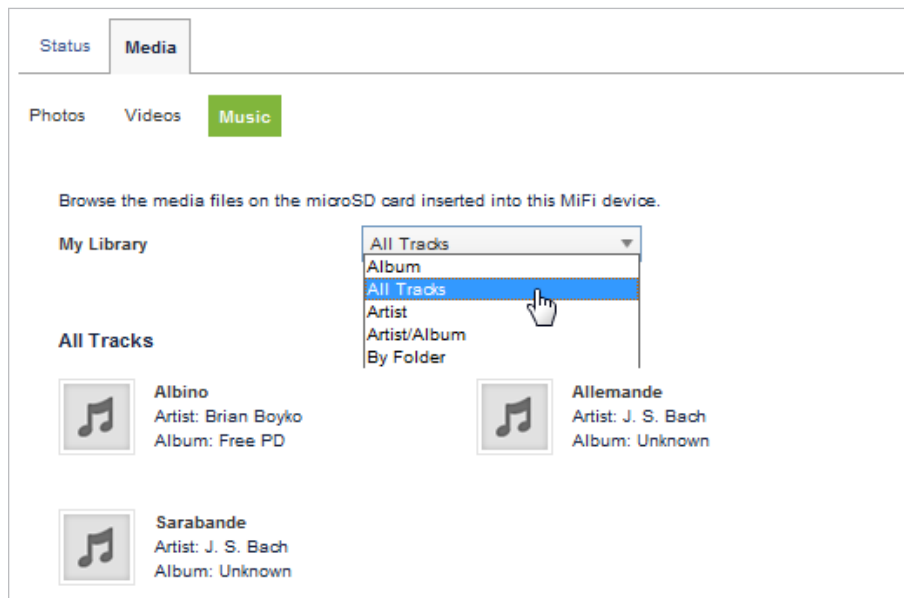 Status Media
Photos Videos Music
Browse the media files on the microSD card inserted into this MiFi device.
My Library All Tracks
Album
All Tracks
Artist
Artist/Album
By Folder
All Tracks
Albino
Artist: Brian Boyko
Album: Free PD
Allemande
Artist: J. S. Bach
Album: Unknown
Sarabande
Artist: J. S. Bach
Album: Unknown